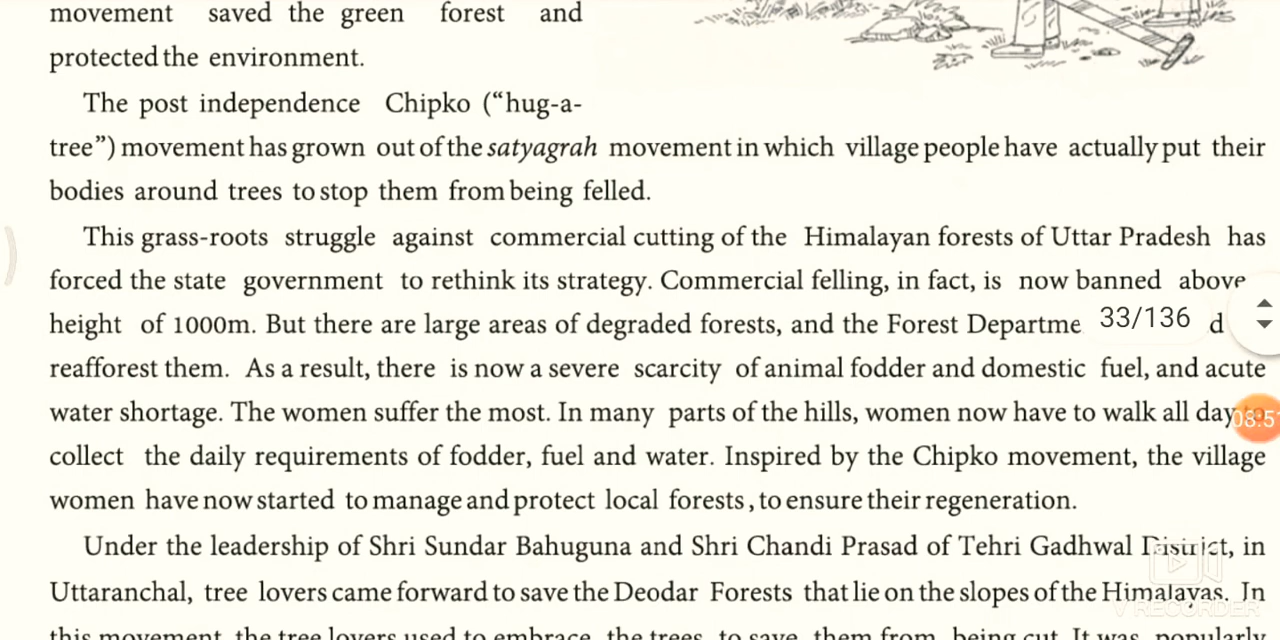 movement saved the green forest and
protected the environment.
The post independence Chipko (“hug-a-
tree”) movement has grown out of the satyagrah movement in which village people have actually put their
bodies around trees to stop them from being felled.
This grass-roots struggle against commercial cutting of the Himalayan forests of Uttar Pradesh has
forced the state government to rethink its strategy. Commercial felling, in fact, is now banned above
height of 1000m. But there are large areas of degraded forests, and the Forest Departme 33/136 d
reafforest them. As a result, there is now a severe scarcity of animal fodder and domestic fuel, and acute
water shortage. The women suffer the most. In many parts of the hills, women now have to walk all day
collect the daily requirements of fodder, fuel and water. Inspired by the Chipko movement, the village
women have now started to manage and protect local forests, to ensure their regeneration.
Under the leadership of Shri Sundar Bahuguna and Shri Chandi Prasad of Tehri Gadhwal District, in
Uttaranchal, tree lovers came forward to save the Deodar Forests that lie on the slopes of the Himalayas. In
this movement, the tree lovers used to embrace the trees to save them from being cut. It was popularly
V RECORDER